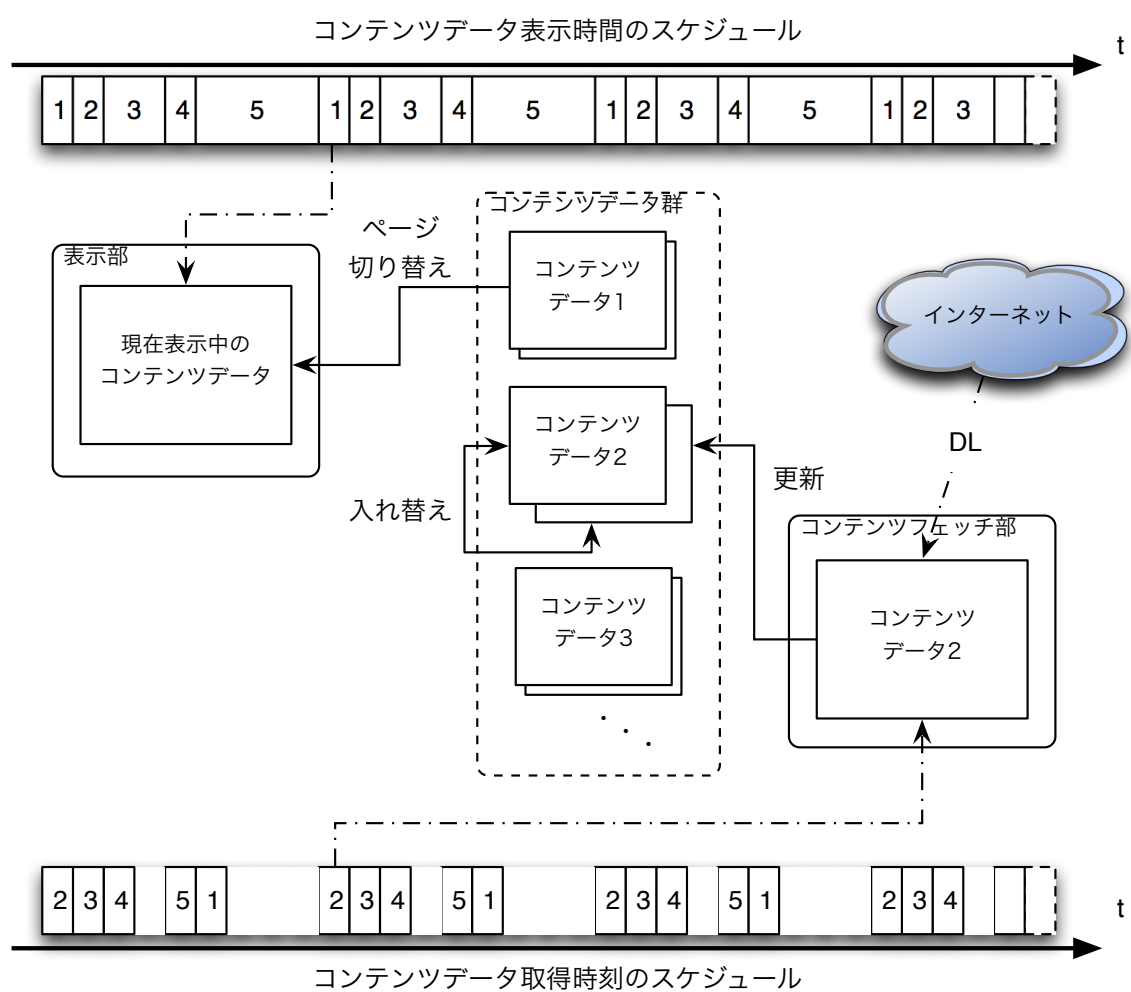 コンテンツデータ表示時間のスケジュール
t
1 2 3 4 5 1 2 3 4 5 1 2 3 4 5 1 2 3
コンテンツデータ群
ページ
切り替え
表示部
現在表示中の
コンテンツデータ
コンテンツ
データ1
インターネット
コンテンツ
データ2
DL
更新
入れ替え
コンテンツフェッチ部
コンテンツ
データ3
コンテンツ
データ2
2 3 4 5 1 2 3 4 5 1 2 3 4 5 1 2 3 4
t
コンテンツデータ取得時刻のスケジュール